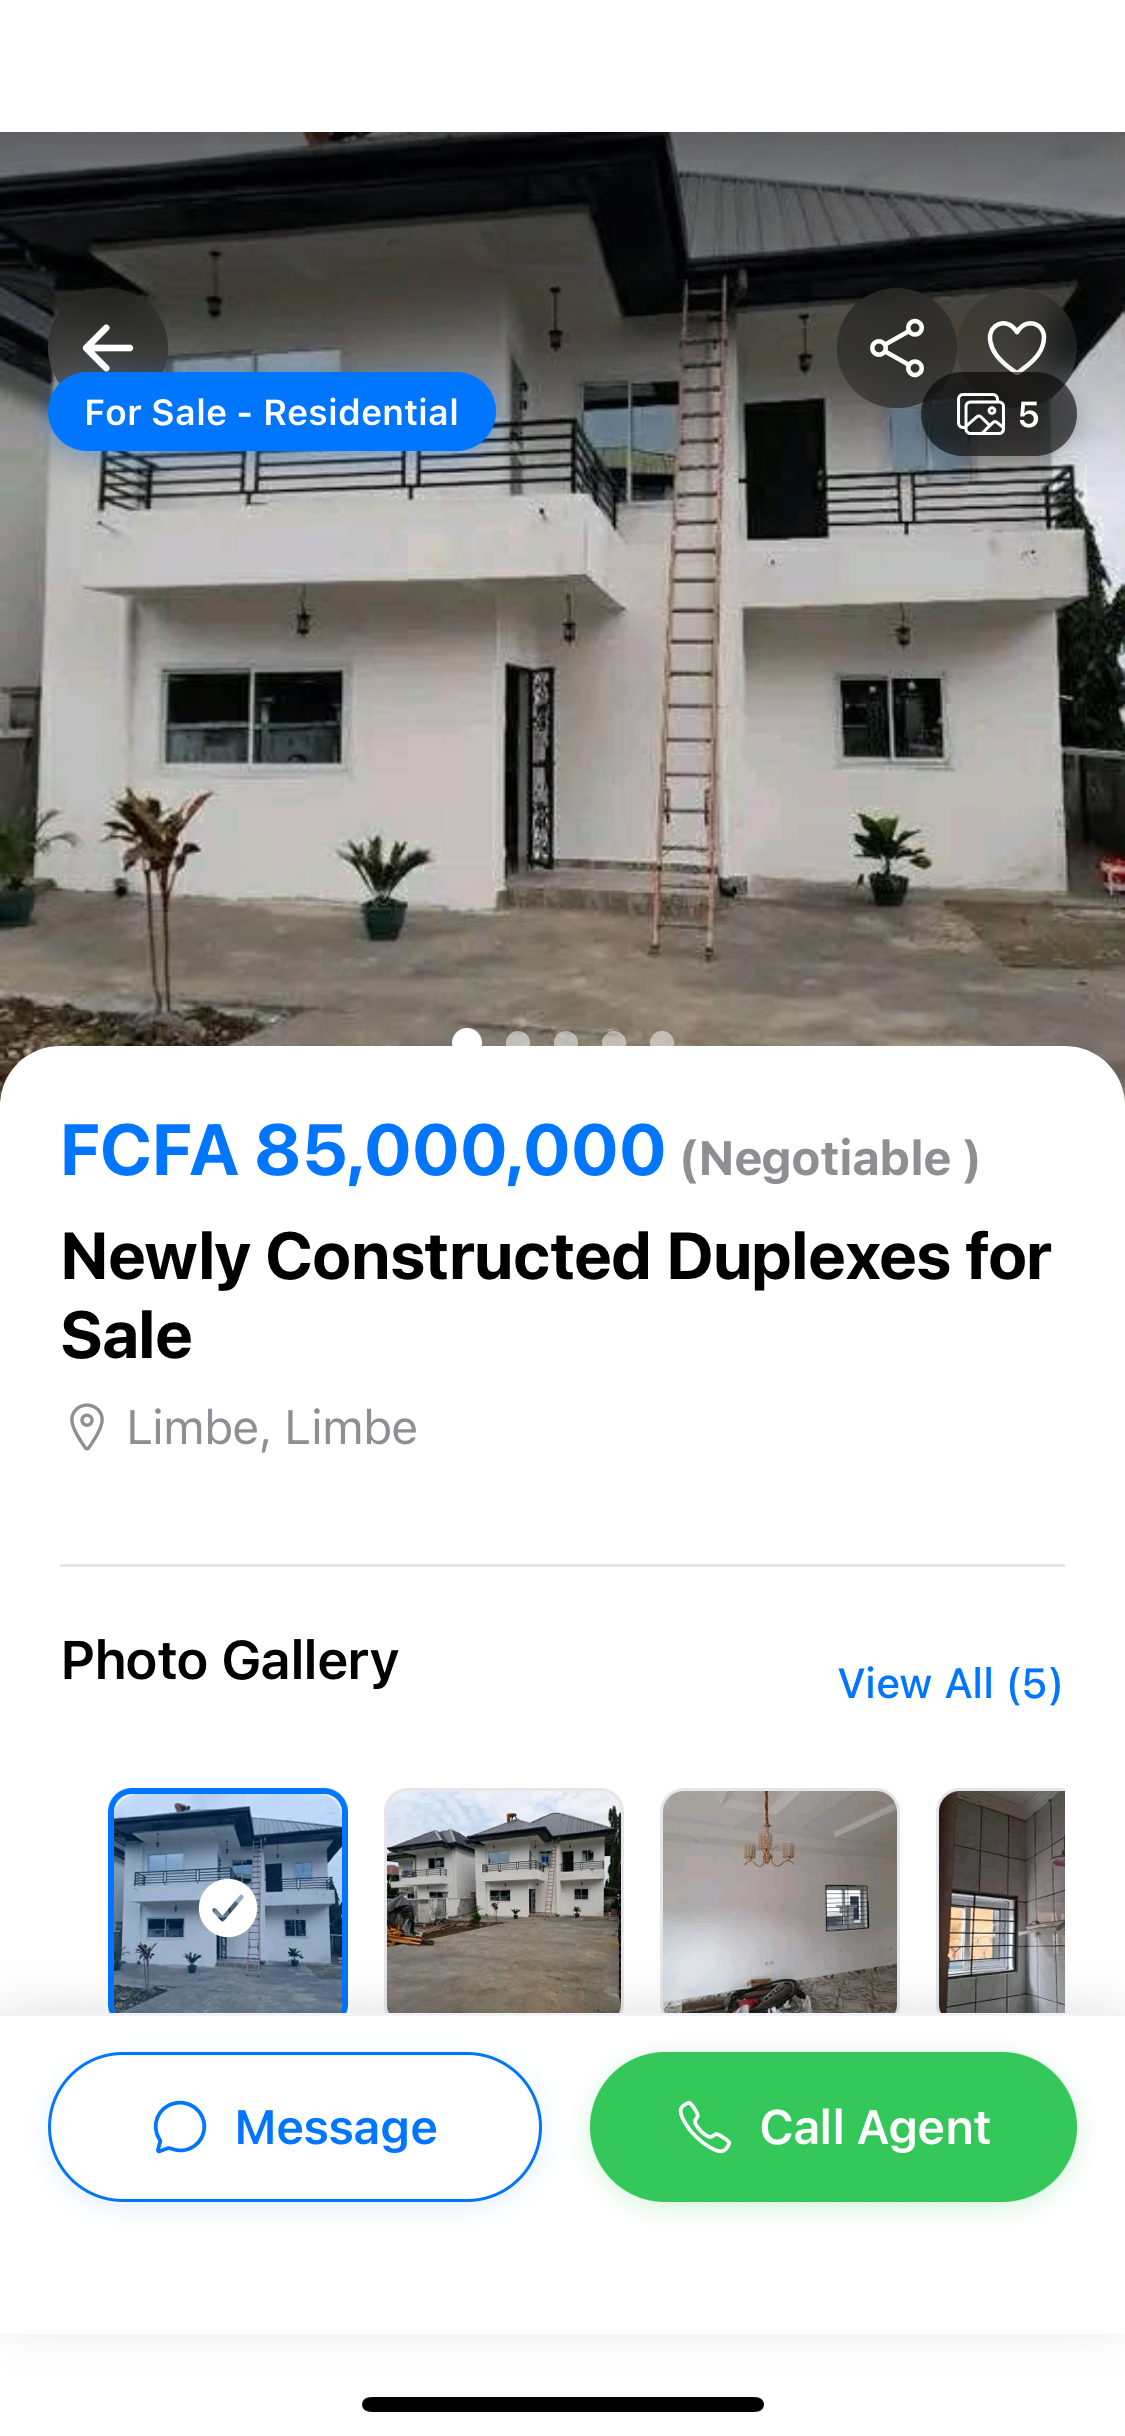 For Sale - Residential
5
FCFA 85,000,000 (Negotiable )
Newly Constructed Duplexes for
Sale
Limbe, Limbe
Photo Gallery
View All (5)
Message
Call Agent